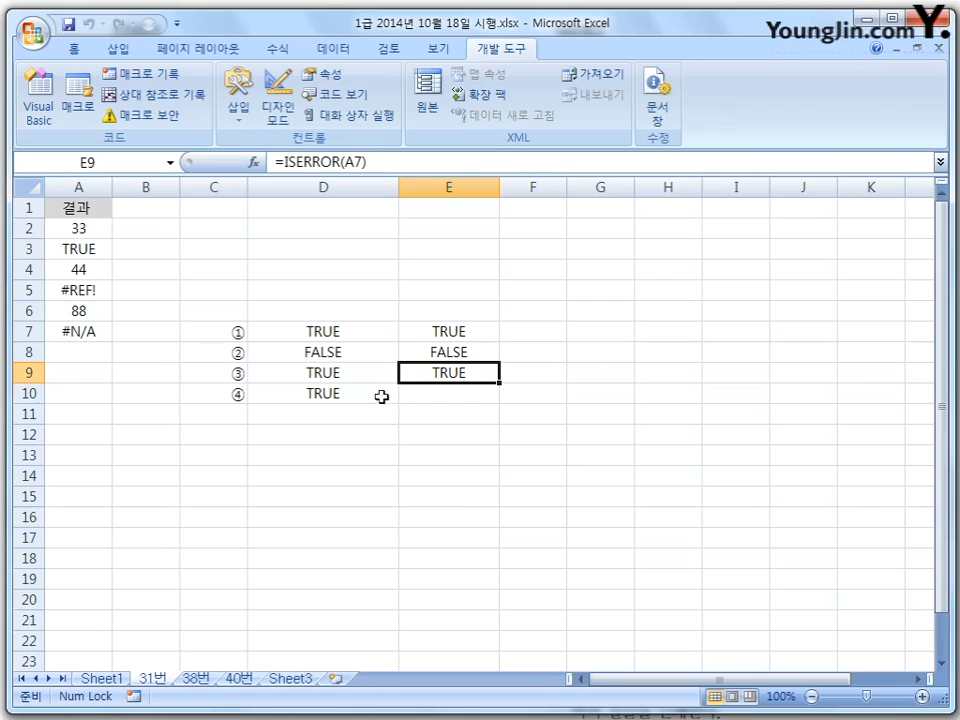 1급 2014년 10월 18일 시행.xlsx - Microsoft Excel
YoungJin.com Y.
홈 삽입 페이지 레이아웃 수식 데이터 검토 보기 개발 도구
Visual Basic
매크로
매크로 기록
상대 참조로 기록
매크로 보안
코드
삽입
디자인 모드
속성
코드 보기
대화 상자 실행
컨트롤
원본
맵 속성
확장 팩
데이터 새로 고침
가져오기
내보내기
XML
문서 창
수정
E9 fx =ISERROR(A7)
A B C D E F G H I J K
1 결과
2 33
3 TRUE
4 44
5 #REF!
6 88
7 #N/A ① TRUE TRUE
8 ② FALSE FALSE
9 ③ TRUE TRUE
10 ④ TRUE
11
12
13
14
15
16
17
18
19
20
21
22
23
Sheet1 31번 38번 40번 Sheet3
준비 Num Lock 100%